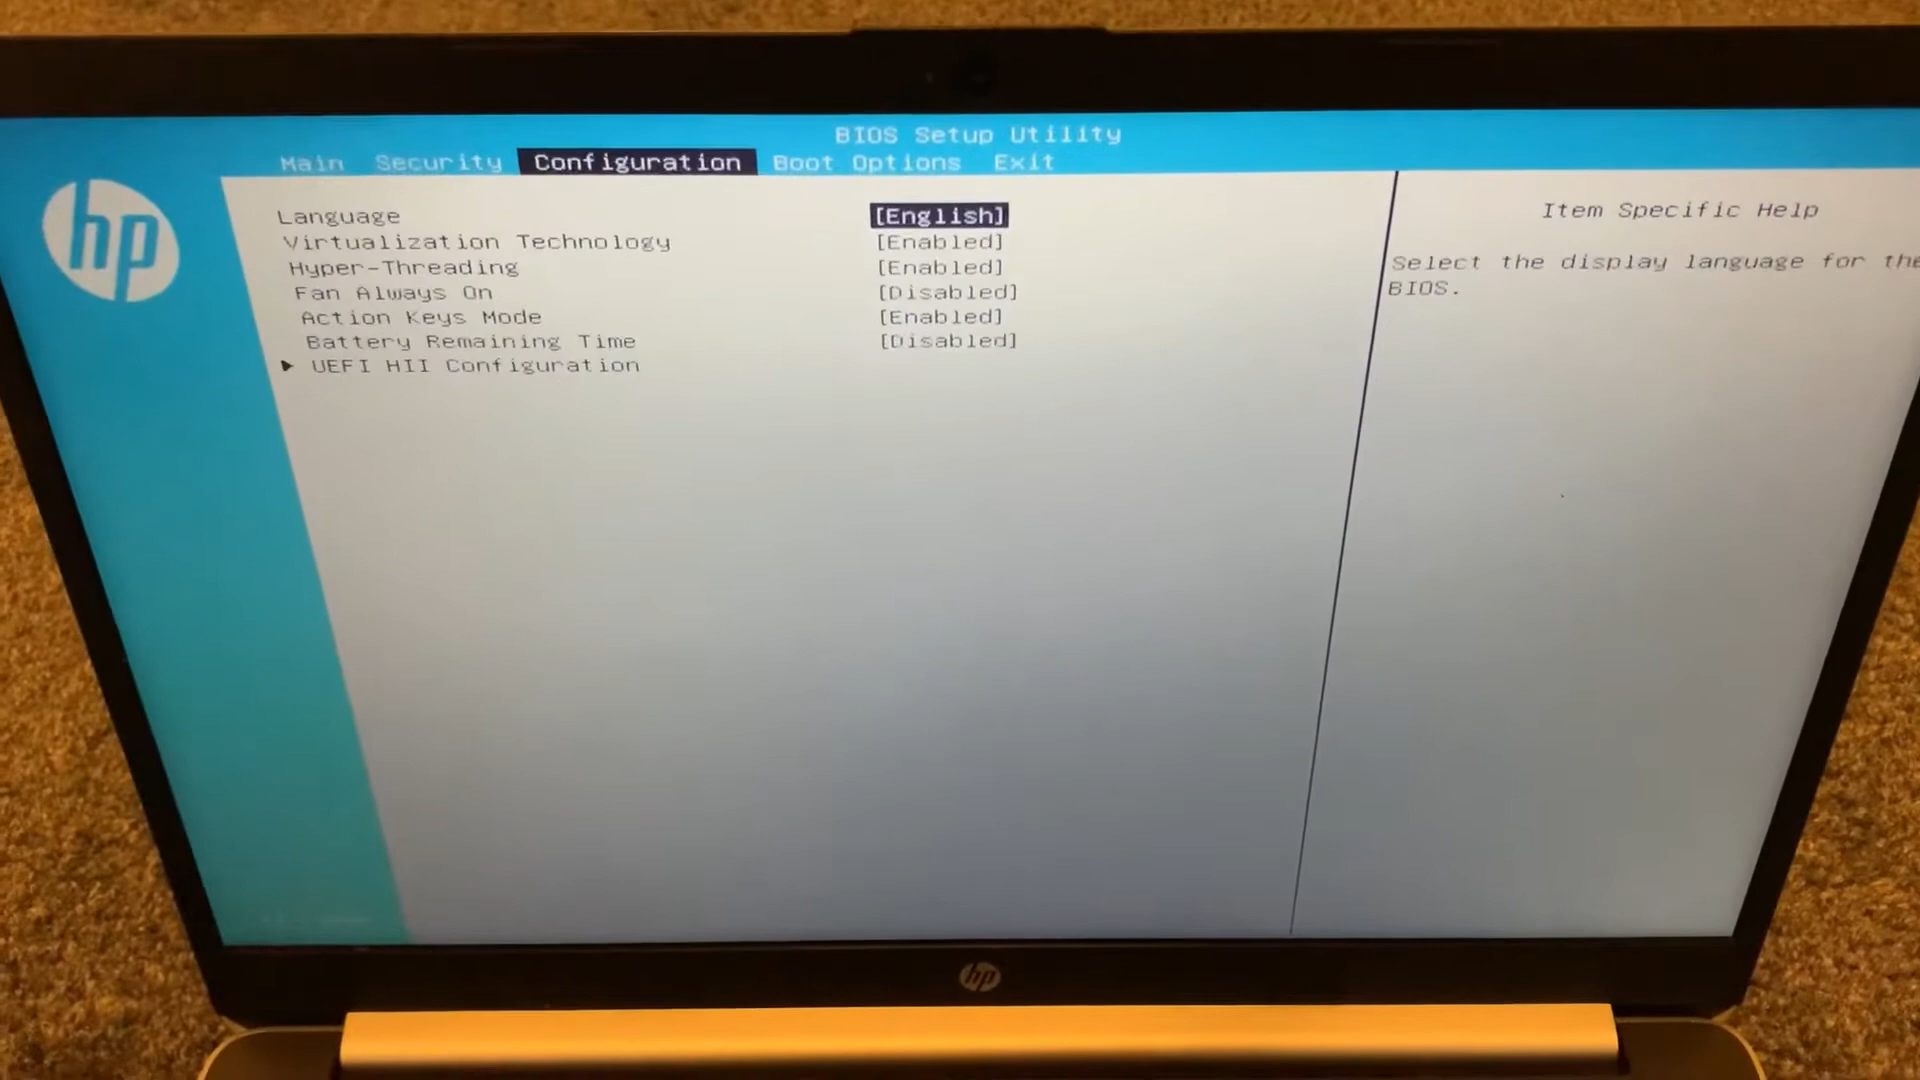 BIOS Setup Utility
Main Security Configuration Boot Options Exit
hp
Language [English]
Virtualization Technology [Enabled]
Hyper-Threading [Enabled]
Fan Always On [Disabled]
Action Keys Mode [Enabled]
Battery Remaining Time [Disabled]
UEFI HII Configuration
Item Specific Help
Select the display language for the
BIOS.
hp